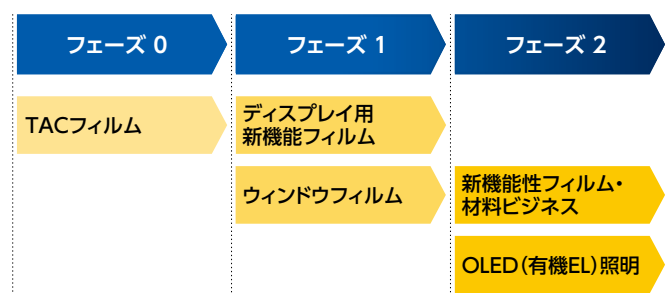 フェーズ 0
フェーズ 1
フェーズ 2
TACフィルム
ディスプレイ用
新機能フィルム
ウィンドウフィルム
新機能性フィルム・
材料ビジネス
OLED（有機EL）照明